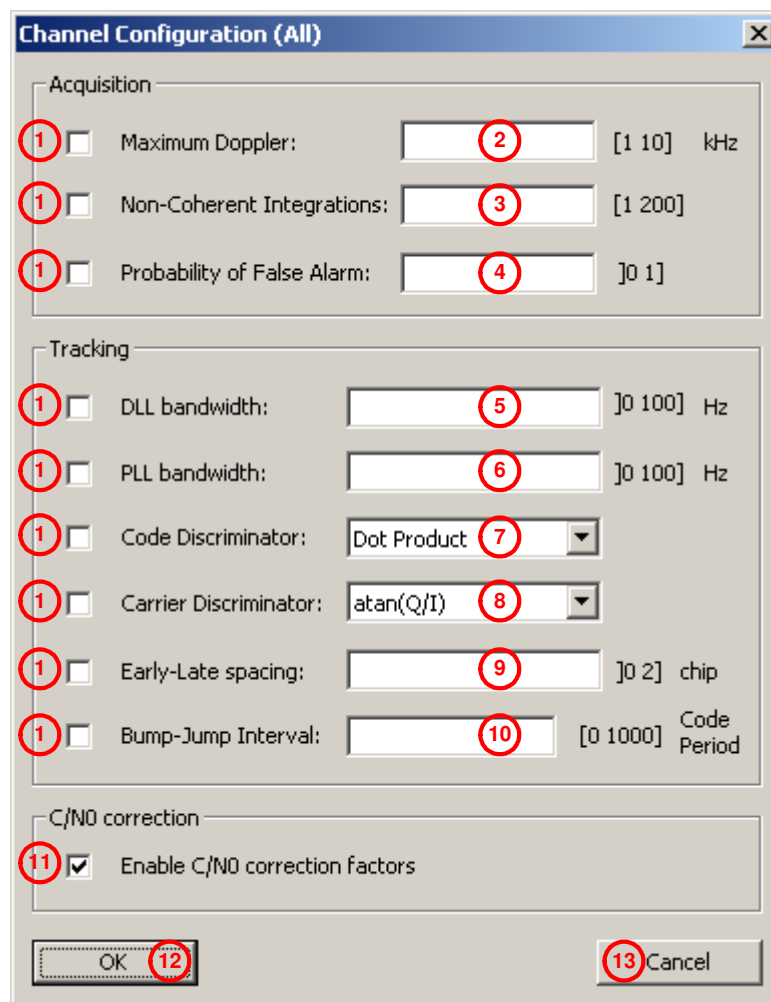 Channel Configuration (All)
Acquisition
1 Maximum Doppler: 2 [1 10] kHz
1 Non-Coherent Integrations: 3 [1 200]
1 Probability of False Alarm: 4 ]0 1]
Tracking
1 DLL bandwidth: 5 ]0 100] Hz
1 PLL bandwidth: 6 ]0 100] Hz
1 Code Discriminator: Dot Product 7
1 Carrier Discriminator: atan(Q/I) 8
1 Early-Late spacing: 9 ]0 2] chip
1 Bump-Jump Interval: 10 [0 1000] Code Period
C/N0 correction
11 Enable C/N0 correction factors
OK 12 13 Cancel